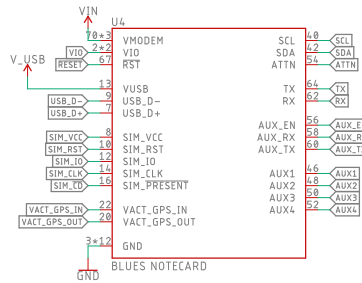 VIN
U4
70*3 VMODEM SCL 40 SCL
VIO 2*2 VIO SDA 42 SDA
RESET 67 RST ATTN 54 ATTN
V_USB
13 VUSB TX 64 TX
USB_D- 9 USB_D- RX 62 RX
USB_D+ 7 USB_D+
AUX_EN 56 AUX_E
SIM_VCC 8 SIM_VCC AUX_RX 58 AUX_R
SIM_RST 10 SIM_RST AUX_TX 60 AUX_T
SIM_IO 12 SIM_IO
SIM_CLK 14 SIM_CLK AUX1 46 AUX1
SIM_CD 16 SIM_PRESENT AUX2 48 AUX2
AUX3 50 AUX3
VACT_GPS_IN 22 VACT_GPS_IN AUX4 52 AUX4
VACT_GPS_OUT 20 VACT_GPS_OUT
3*12 GND
GND
BLUES NOTECARD